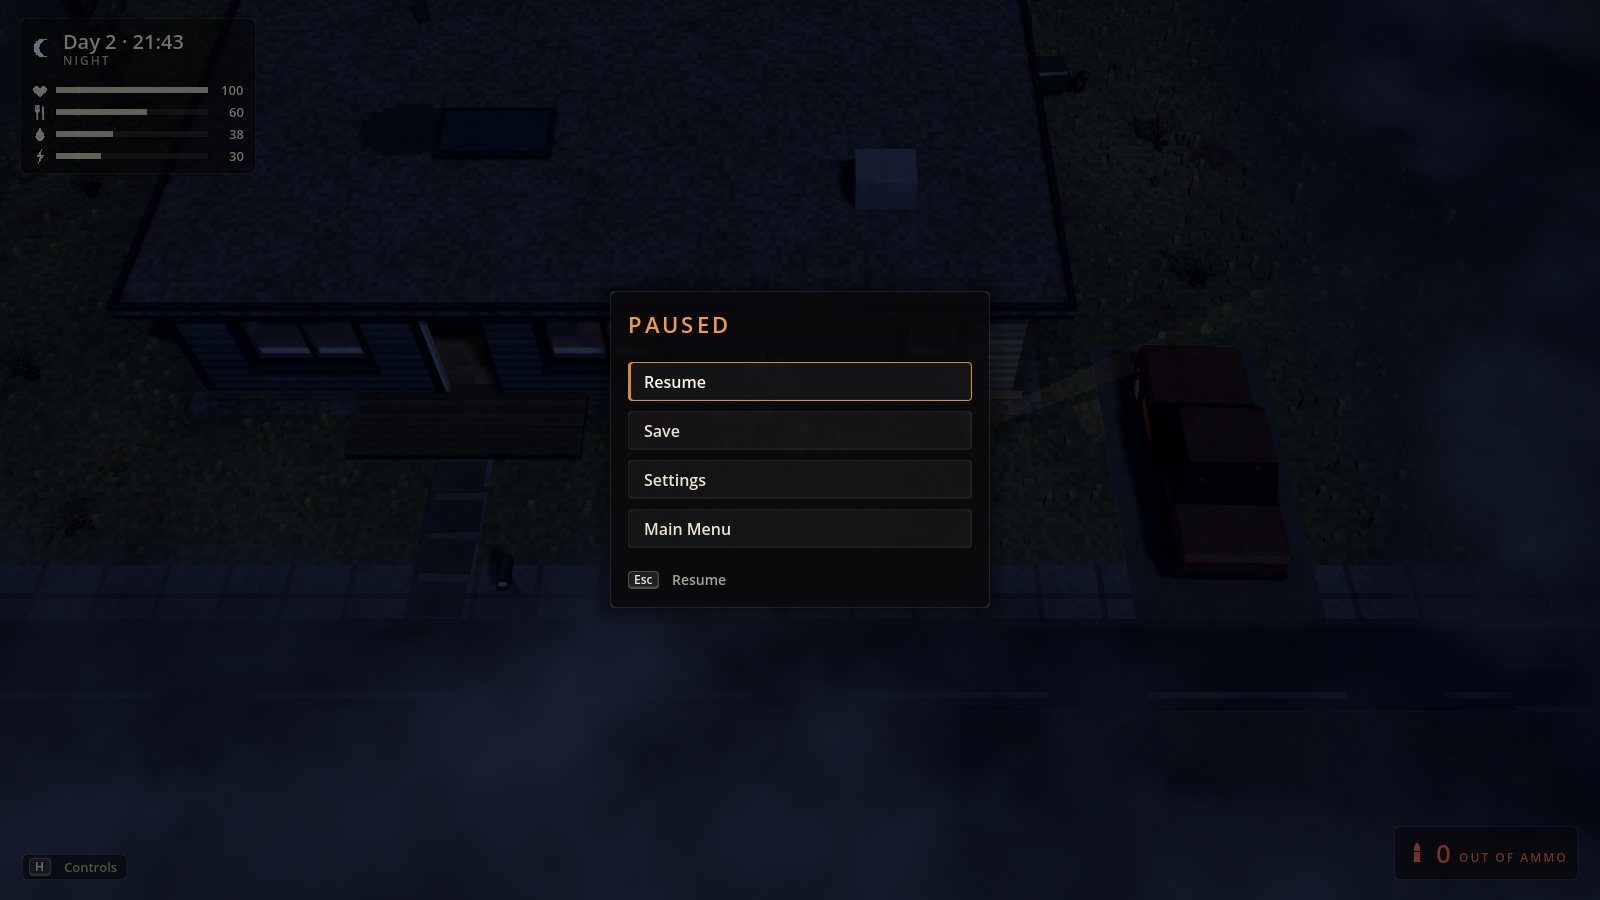 Day 2 · 21:43
NIGHT
100
60
38
30
PAUSED
Resume
Save
Settings
Main Menu
Esc Resume
H Controls
0 OUT OF AMMO